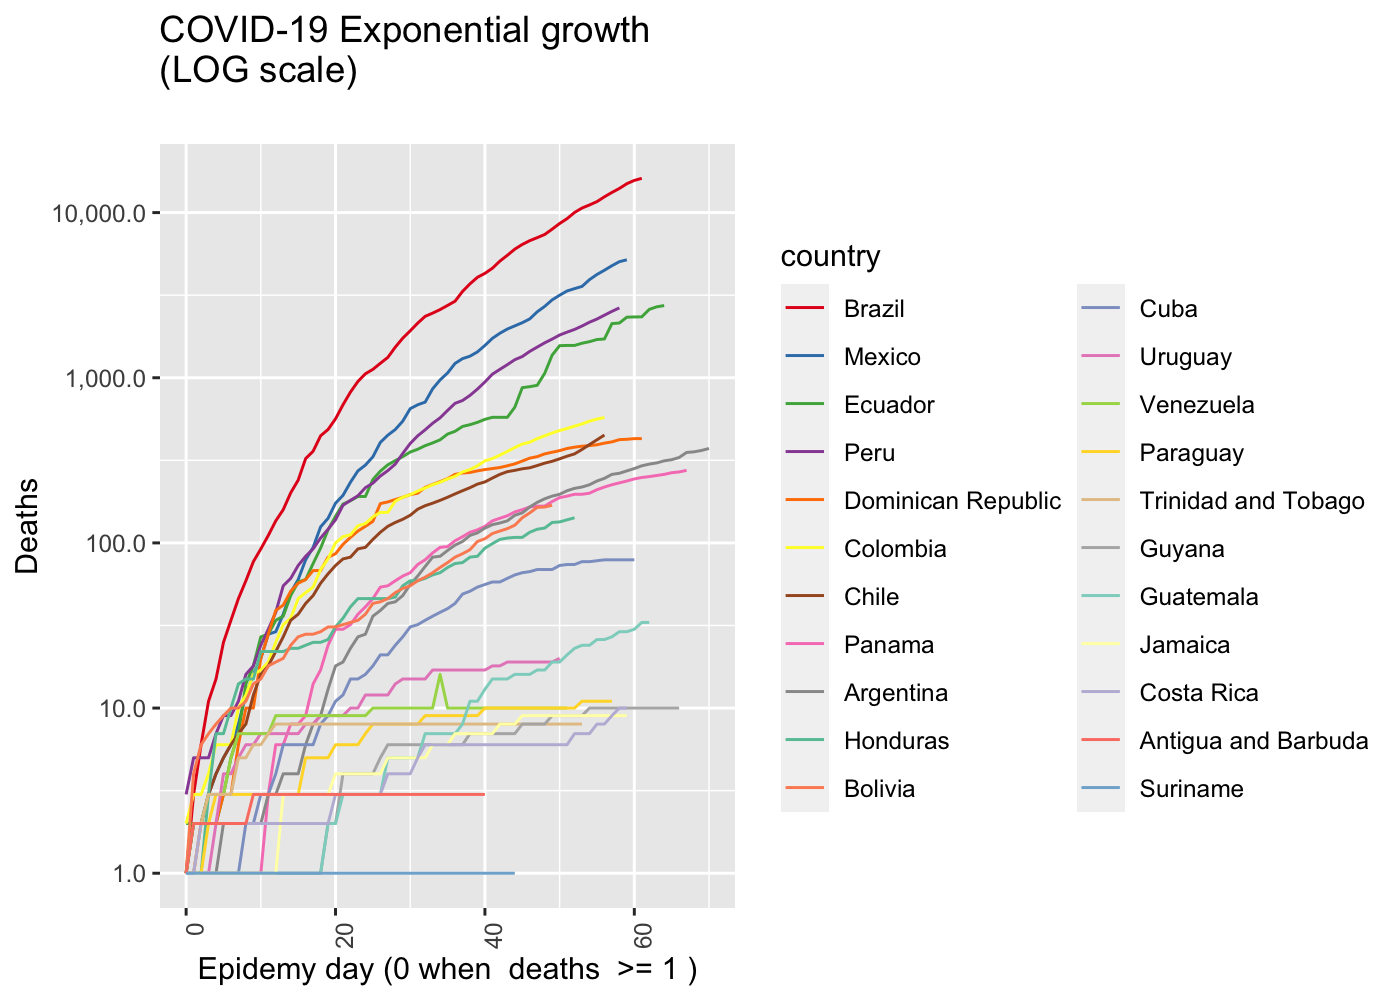 COVID-19 Exponential growth
(LOG scale)
10,000.0
1,000.0
100.0
10.0
1.0
Deaths
0
20
40
60
Epidemy day (0 when  deaths  >= 1 )
country
Brazil
Mexico
Ecuador
Peru
Dominican Republic
Colombia
Chile
Panama
Argentina
Honduras
Bolivia
Cuba
Uruguay
Venezuela
Paraguay
Trinidad and Tobago
Guyana
Guatemala
Jamaica
Costa Rica
Antigua and Barbuda
Suriname